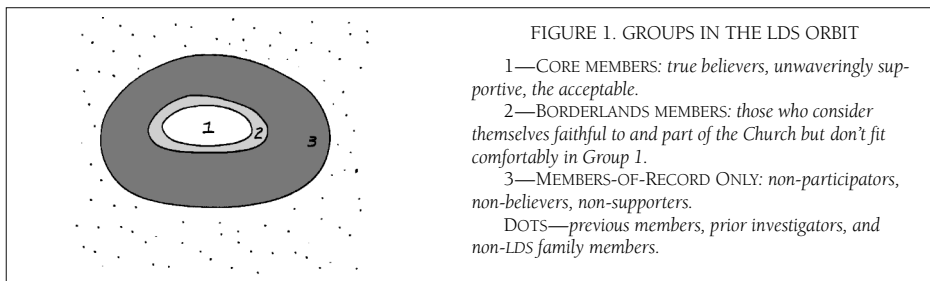 1
2
3
FIGURE 1. GROUPS IN THE LDS ORBIT
1—CORE MEMBERS: true believers, unwaveringly sup-
portive, the acceptable.
2—BORDERLANDS MEMBERS: those who consider
themselves faithful to and part of the Church but don’t fit
comfortably in Group 1.
3—MEMBERS-OF-RECORD ONLY: non-participators,
non-believers, non-supporters.
DOTS—previous members, prior investigators, and
non-LDS family members.